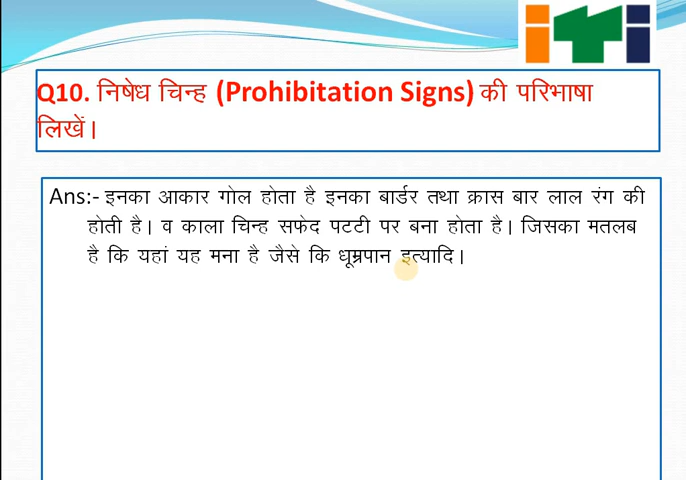 iTi
Q10. निषेध चिन्ह (Prohibitation Signs) की परिभाषा
लिखें।
Ans:- इनका आकार गोल होता है इनका बार्डर तथा क्रास बार लाल रंग की
होती है। व काला चिन्ह सफेद पटटी पर बना होता है। जिसका मतलब
है कि यहां यह मना है जैसे कि धूम्रपान इत्यादि।